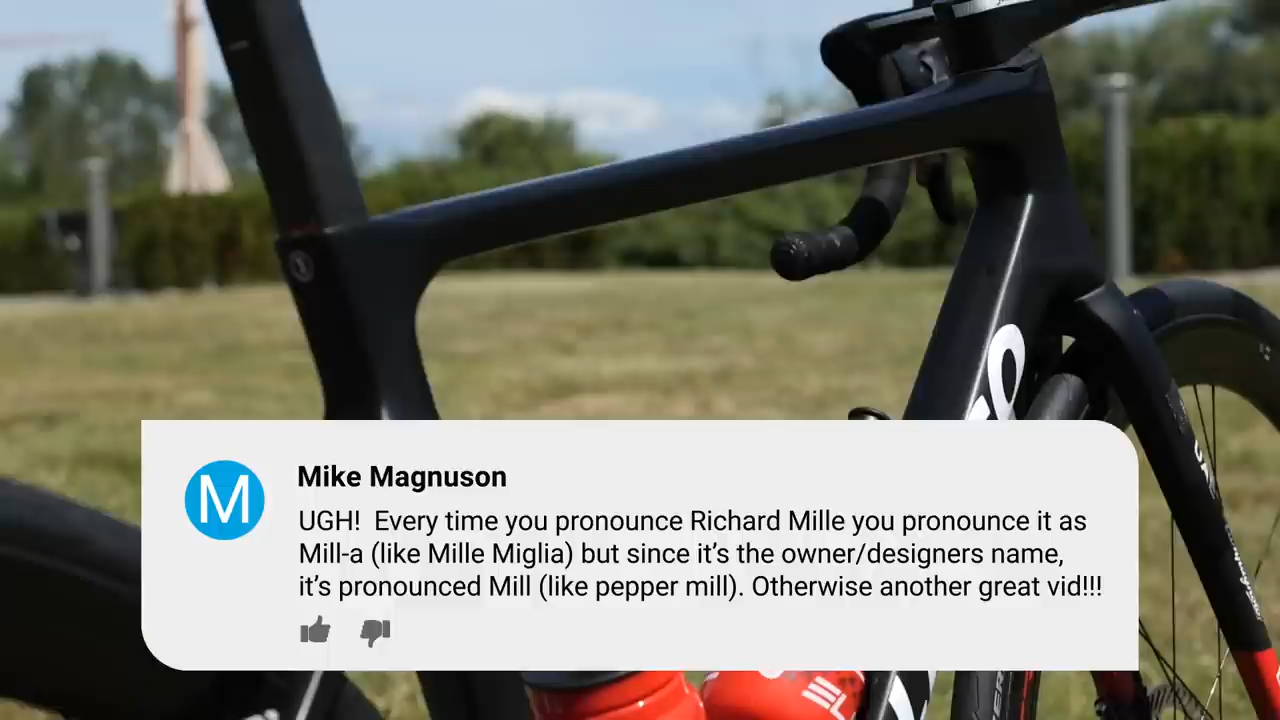 M
Mike Magnuson
UGH!  Every time you pronounce Richard Mille you pronounce it as
Mill-a (like Mille Miglia) but since it’s the owner/designers name,
it’s pronounced Mill (like pepper mill). Otherwise another great vid!!!